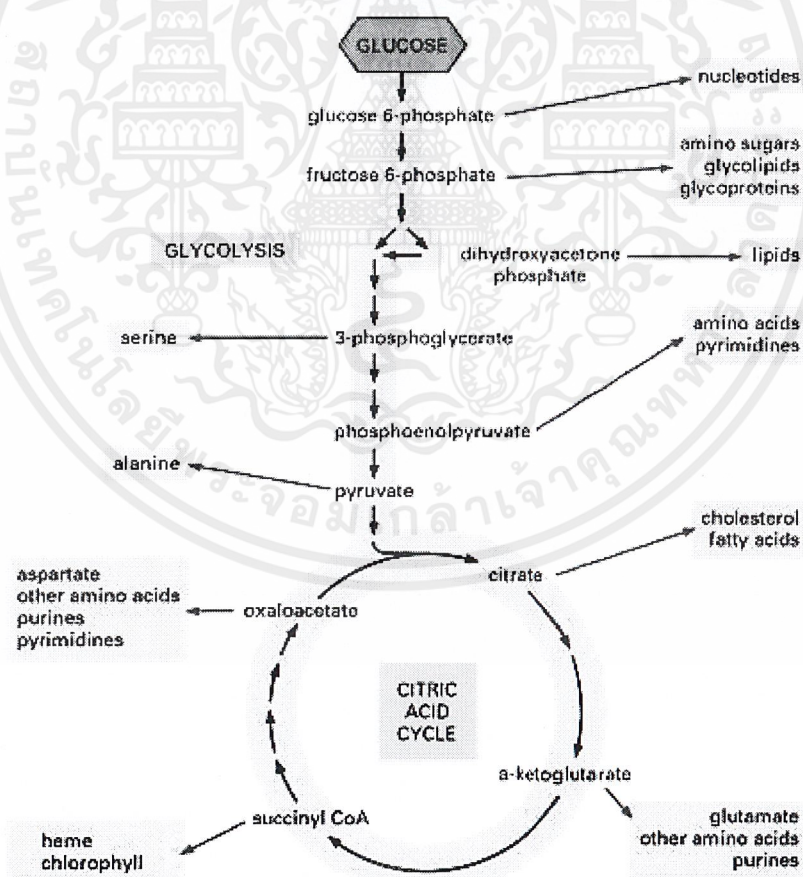 GLUCOSE
nucleotides
glucose 6-phosphate
amino sugars
glycolipids
glycoproteins
fructose 6-phosphate
GLYCOLYSIS
dihydroxyacetone
phosphate
lipids
serine
3-phosphoglycerate
amino acids
pyrimidines
phosphoenolpyruvate
alanine
pyruvate
cholesterol
fatty acids
citrate
aspartate
other amino acids
purines
pyrimidines
oxaloacetate
CITRIC
ACID
CYCLE
a-ketoglutarate
succinyl CoA
heme
chlorophyll
glutamate
other amino acids
purines